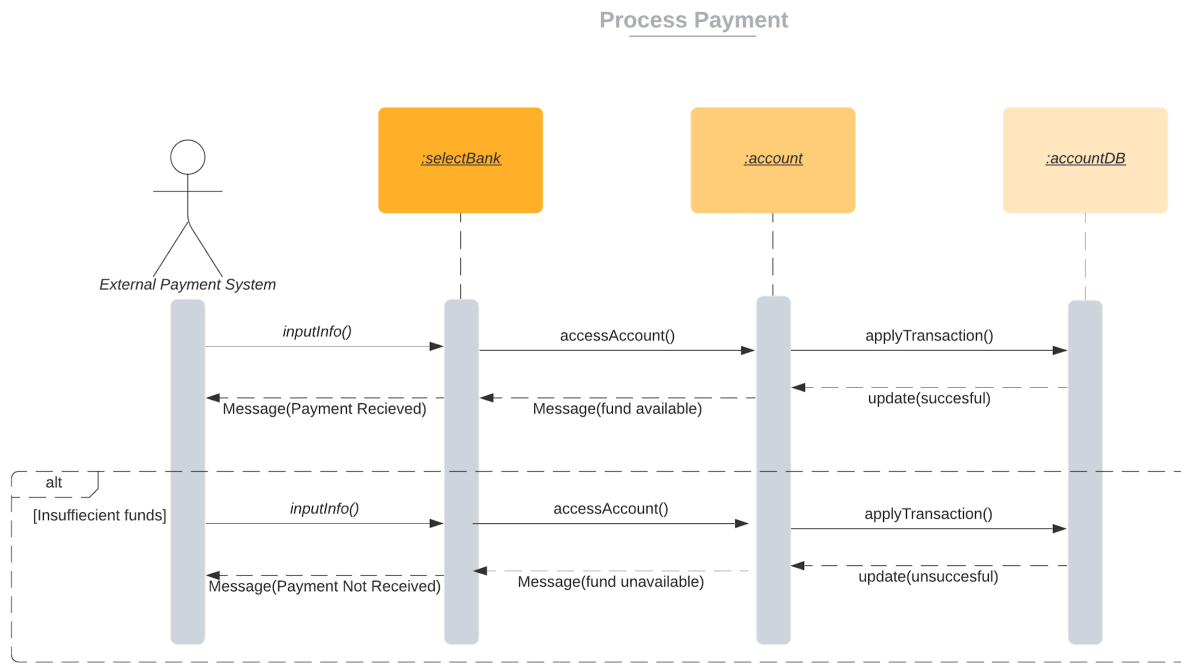 Process Payment
:selectBank
:account
:accountDB
External Payment System
inputInfo()
accessAccount()
applyTransaction()
update(succesful)
Message(Payment Recieved)
Message(fund available)
alt
[Insuffiecient funds]
inputInfo()
accessAccount()
applyTransaction()
update(unsuccesful)
Message(fund unavailable)
Message(Payment Not Received)